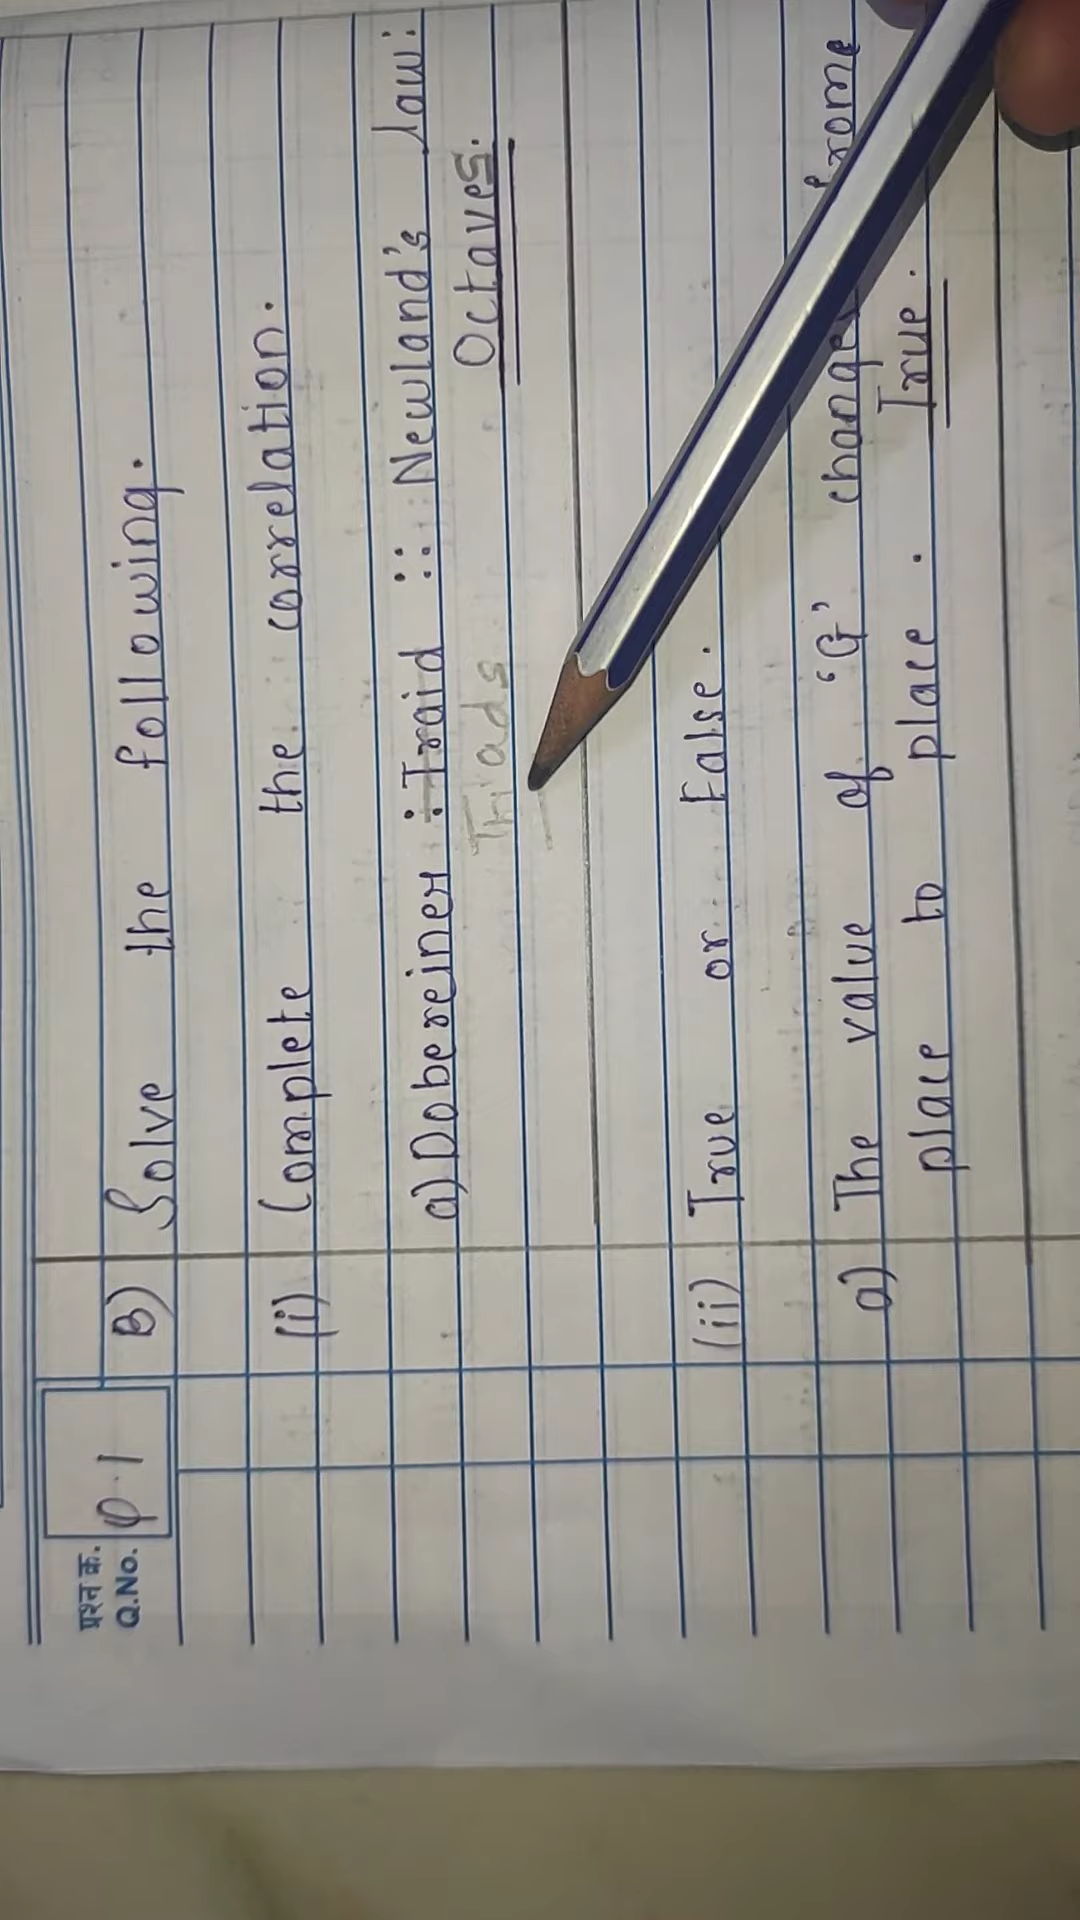 प्रश्न क्र.
Q.No.
Q.1 B) Solve the following.
(i) Complete the correlation.
a) Dobereiner : Traid :: Newland's law:
Triads Octaves.
(ii) True or False.
a) The value of 'G' changes frome
place to place. True.